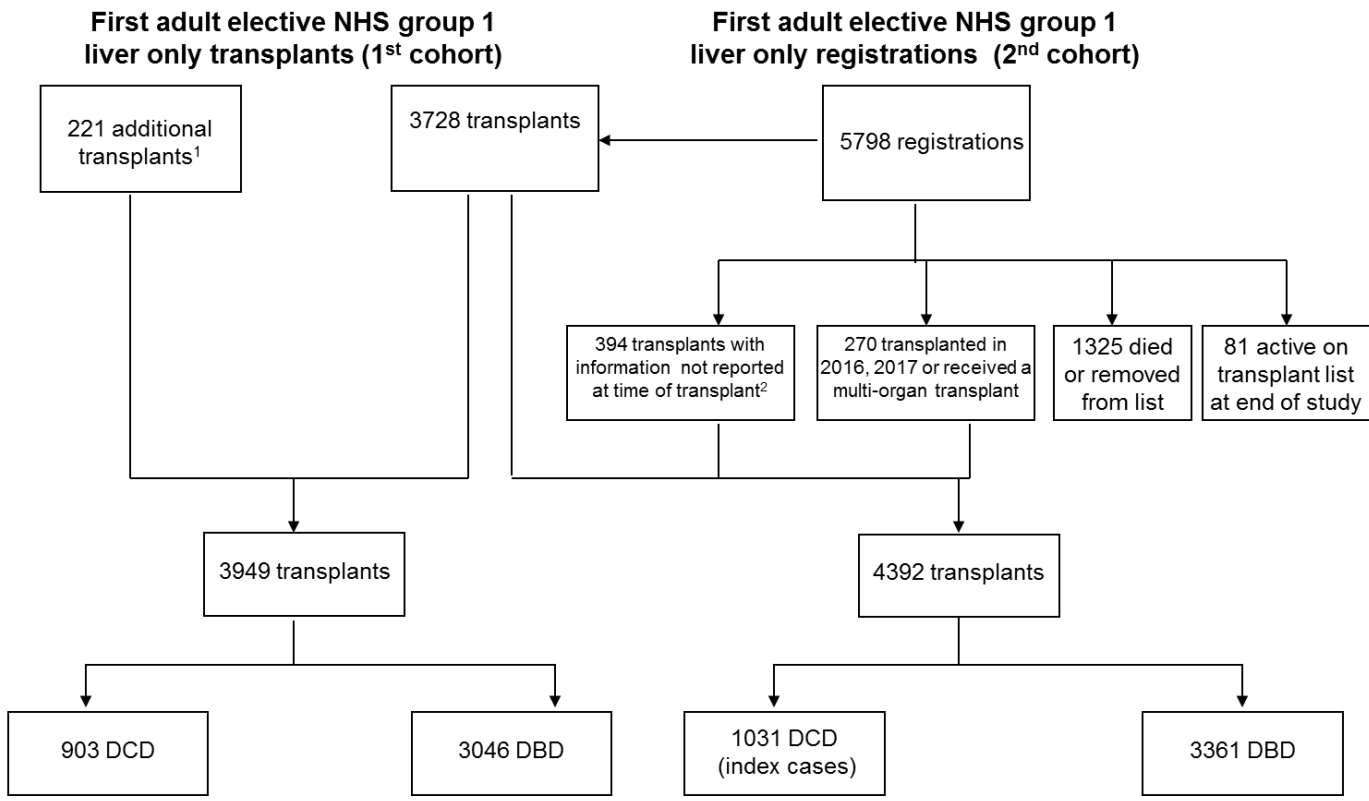 First adult elective NHS group 1
liver only transplants (1st cohort)
First adult elective NHS group 1
liver only registrations (2nd cohort)
221 additional
transplants1
3728 transplants
5798 registrations
394 transplants with
information not reported
at time of transplant2
270 transplanted in
2016, 2017 or received a
multi-organ transplant
1325 died
or removed
from list
81 active on
transplant list
at end of study
3949 transplants
4392 transplants
903 DCD
3046 DBD
1031 DCD
(index cases)
3361 DBD